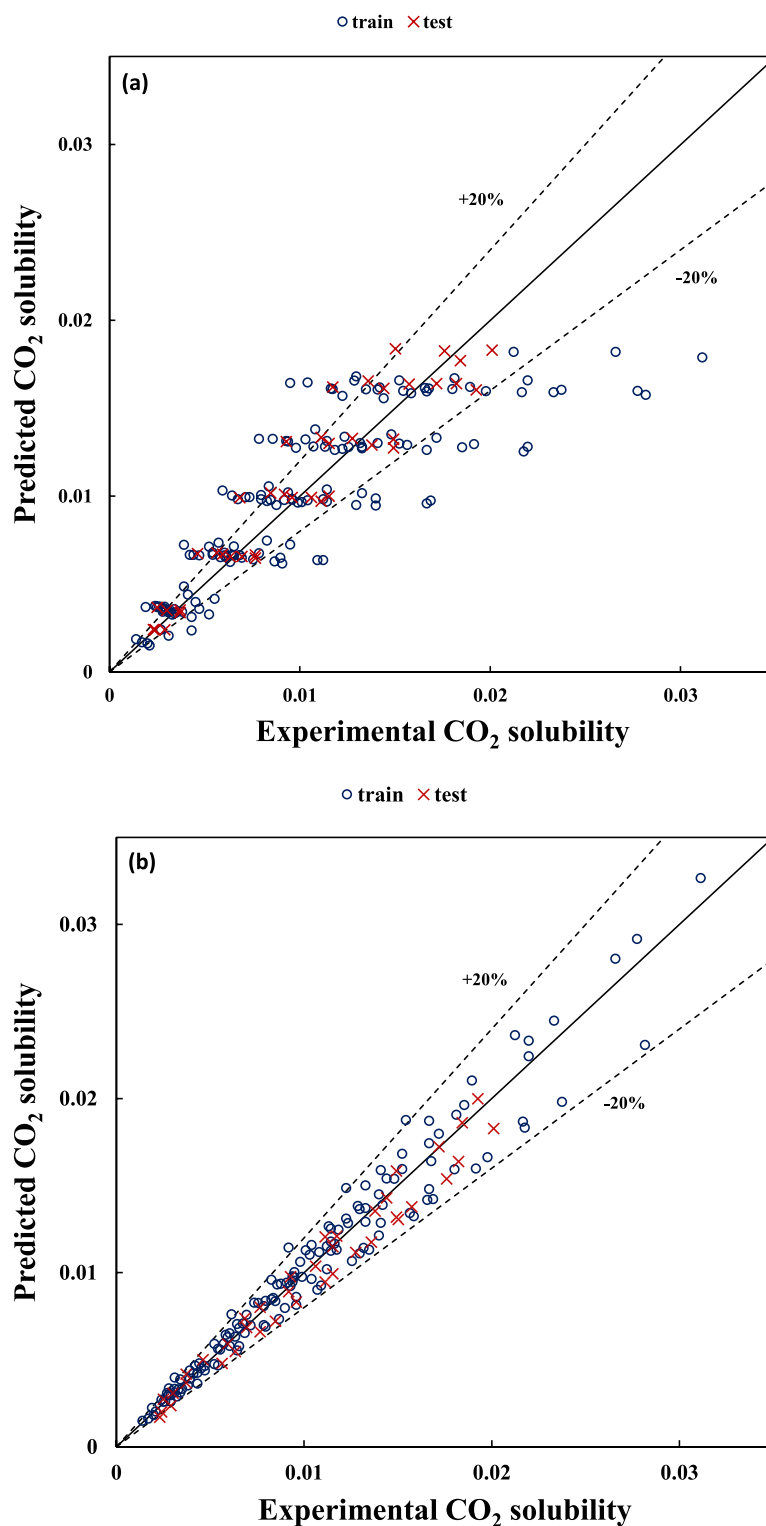 train test
(a)
0.03
+20%
-20%
0.02
0.01
0
0 0.01 0.02 0.03
Predicted CO₂ solubility
Experimental CO₂ solubility
train test
(b)
0.03
+20%
-20%
0.02
0.01
0
0 0.01 0.02 0.03
Predicted CO₂ solubility
Experimental CO₂ solubility